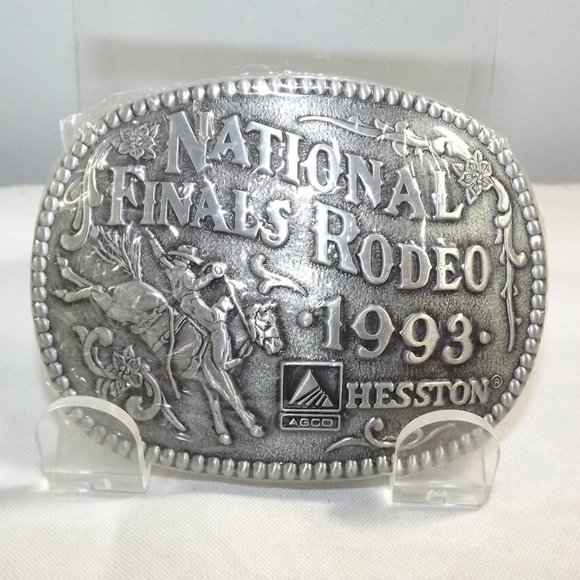 NATIONAL
FINALS RODEO
·1993·
HESSTON®
AGCO